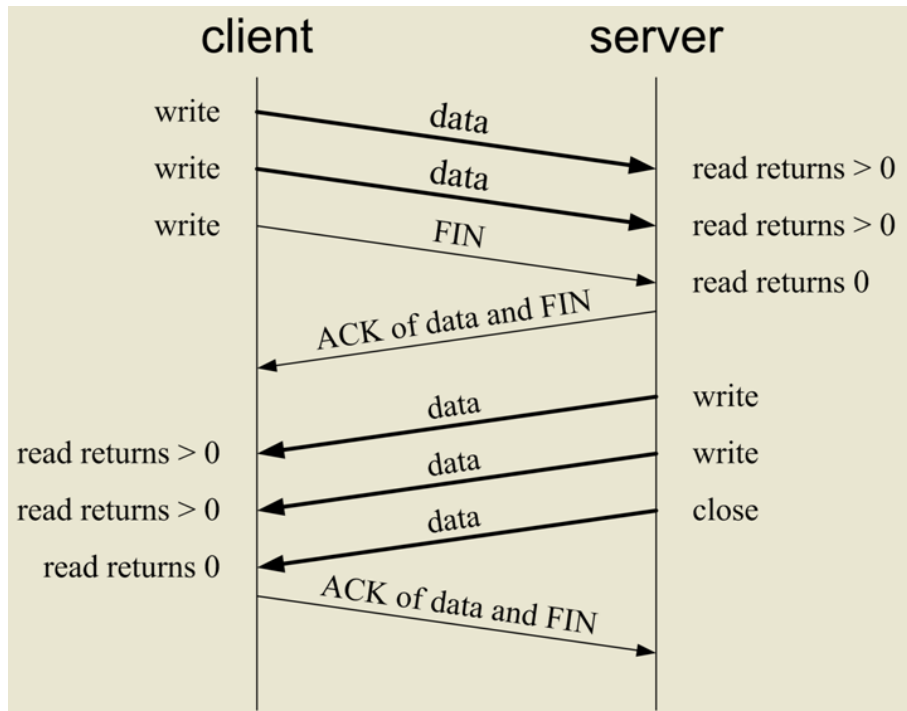 client server
write data
read returns > 0
write data
read returns > 0
write FIN
read returns 0
ACK of data and FIN
data write
read returns > 0
data write
read returns > 0
data close
read returns 0
ACK of data and FIN